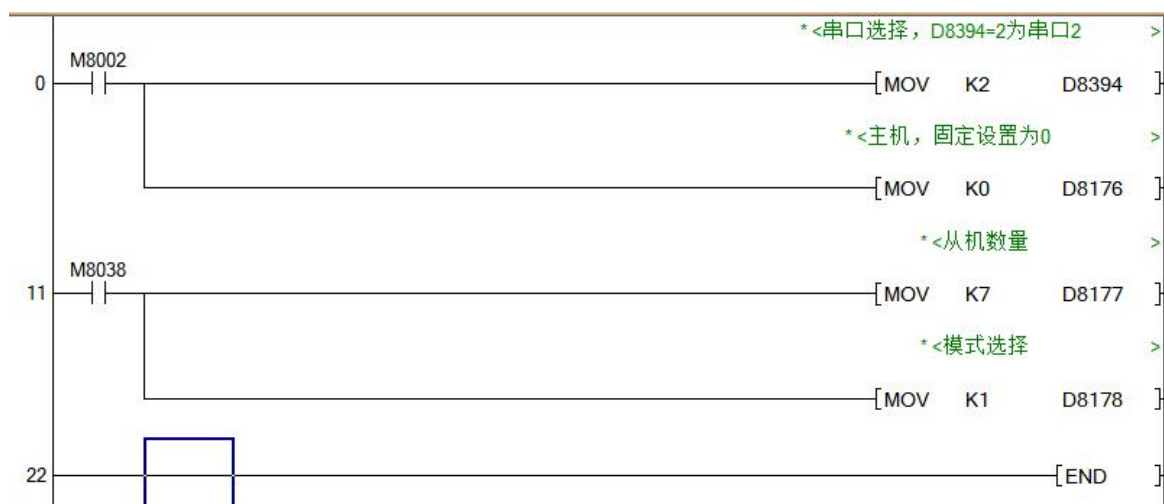 *<串口选择，D8394=2为串口2 >
M8002
0 [MOV K2 D8394 ]
*<主机，固定设置为0 >
[MOV K0 D8176 ]
*<从机数量 >
M8038
11 [MOV K7 D8177 ]
*<模式选择 >
[MOV K1 D8178 ]
22 [END ]